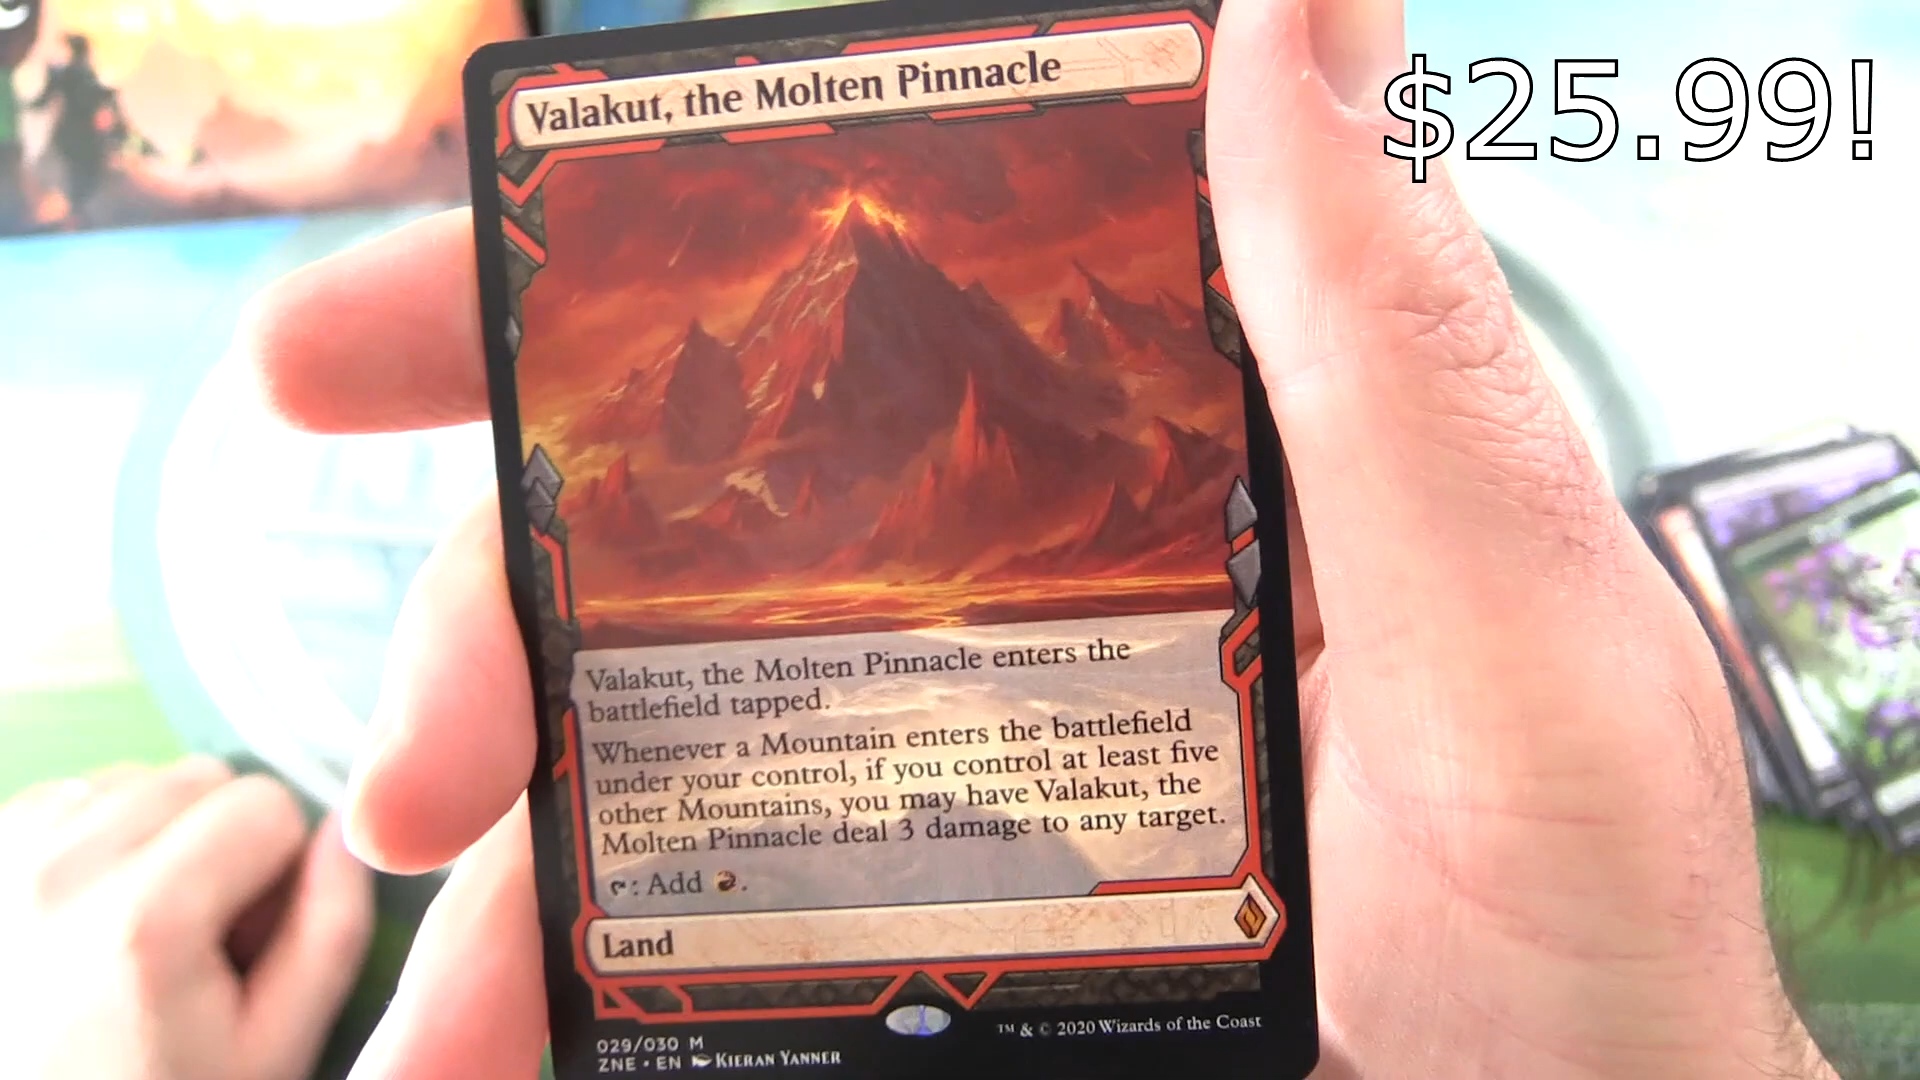 $25.99!
Valakut, the Molten Pinnacle
Valakut, the Molten Pinnacle enters the
battlefield tapped.
Whenever a Mountain enters the battlefield
under your control, if you control at least five
other Mountains, you may have Valakut, the
Molten Pinnacle deal 3 damage to any target.
: Add .
Land
029/030 M
ZNE • EN KIERAN YANNER
™ & © 2020 Wizards of the Coast